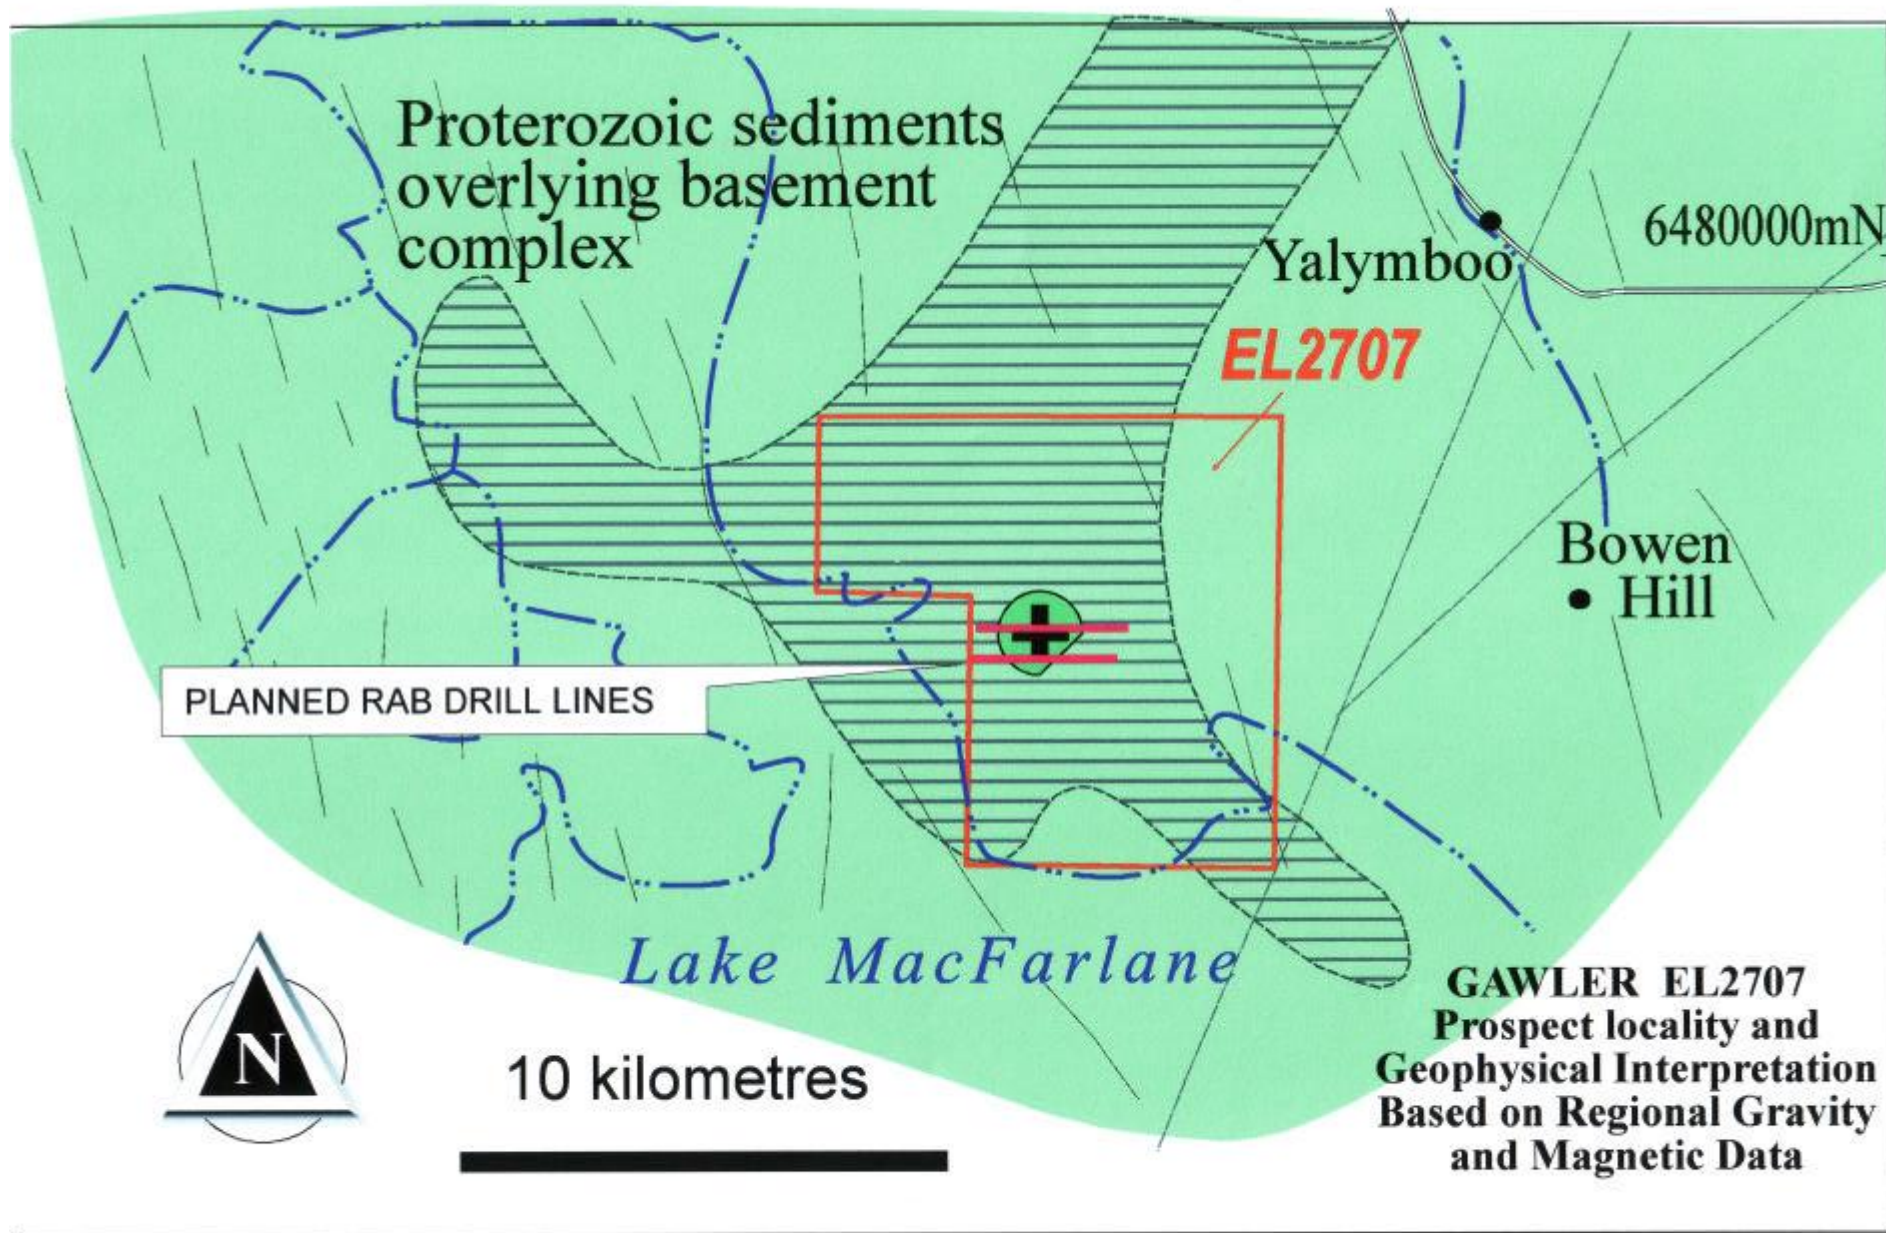 Proterozoic sediments
overlying basement
complex
6480000mN
Yalymboo
EL2707
Bowen
Hill
PLANNED RAB DRILL LINES
Lake MacFarlane
N
10 kilometres
GAWLER EL2707
Prospect locality and
Geophysical Interpretation
Based on Regional Gravity
and Magnetic Data